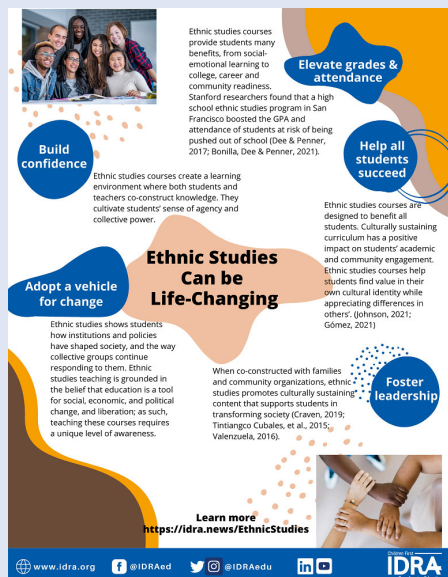 Ethnic studies courses
provide students many
benefits, from social-
emotional learning to
college, career and
community readiness.
Stanford researchers found that a high
school ethnic studies program in San
Francisco boosted the GPA and
attendance of students at risk of being
pushed out of school (Dee & Penner,
2017; Bonilla, Dee & Penner, 2021).
Elevate grades &
attendance
Build
confidence
Ethnic studies courses create a learning
environment where both students and
teachers co-construct knowledge. They
cultivate students' sense of agency and
collective power.
Help all
students
succeed
Ethnic studies courses are
designed to benefit all
students. Culturally sustaining
curriculum has a positive
impact on students' academic
and community engagement.
Ethnic studies courses help
students find value in their
own cultural identity while
appreciating differences in
others'. (Johnson, 2021;
Gómez, 2021)
Ethnic Studies
Can be
Life-Changing
Adopt a vehicle
for change
Ethnic studies shows students
how institutions and policies
have shaped society, and the way
collective groups continue
responding to them. Ethnic
studies teaching is grounded in
the belief that education is a tool
for social, economic, and political
change, and liberation; as such,
teaching these courses requires
a unique level of awareness.
When co-constructed with families
and community organizations, ethnic
studies promotes culturally sustaining
content that supports students in
transforming society (Craven, 2019;
Tintiangco Cubales, et al., 2015;
Valenzuela, 2016).
Foster
leadership
Learn more
https://idra.news/EthnicStudies
www.idra.org
@IDRAed
@IDRAedu
Children First
IDRA